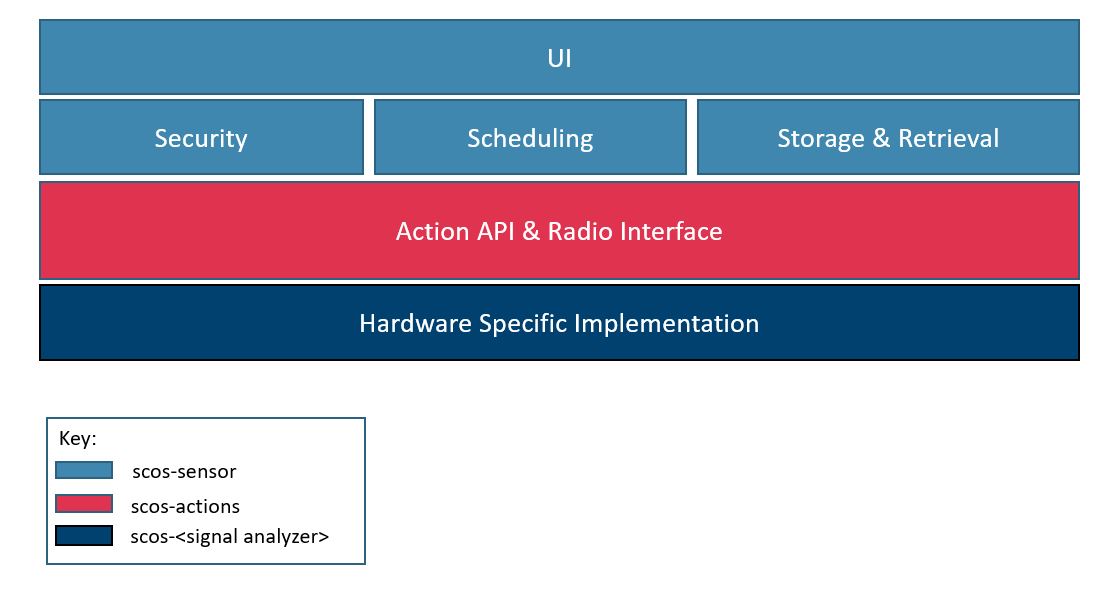 UI
Security
Scheduling
Storage & Retrieval
Action API & Radio Interface
Hardware Specific Implementation
Key:
scos-sensor
scos-actions
scos-<signal analyzer>